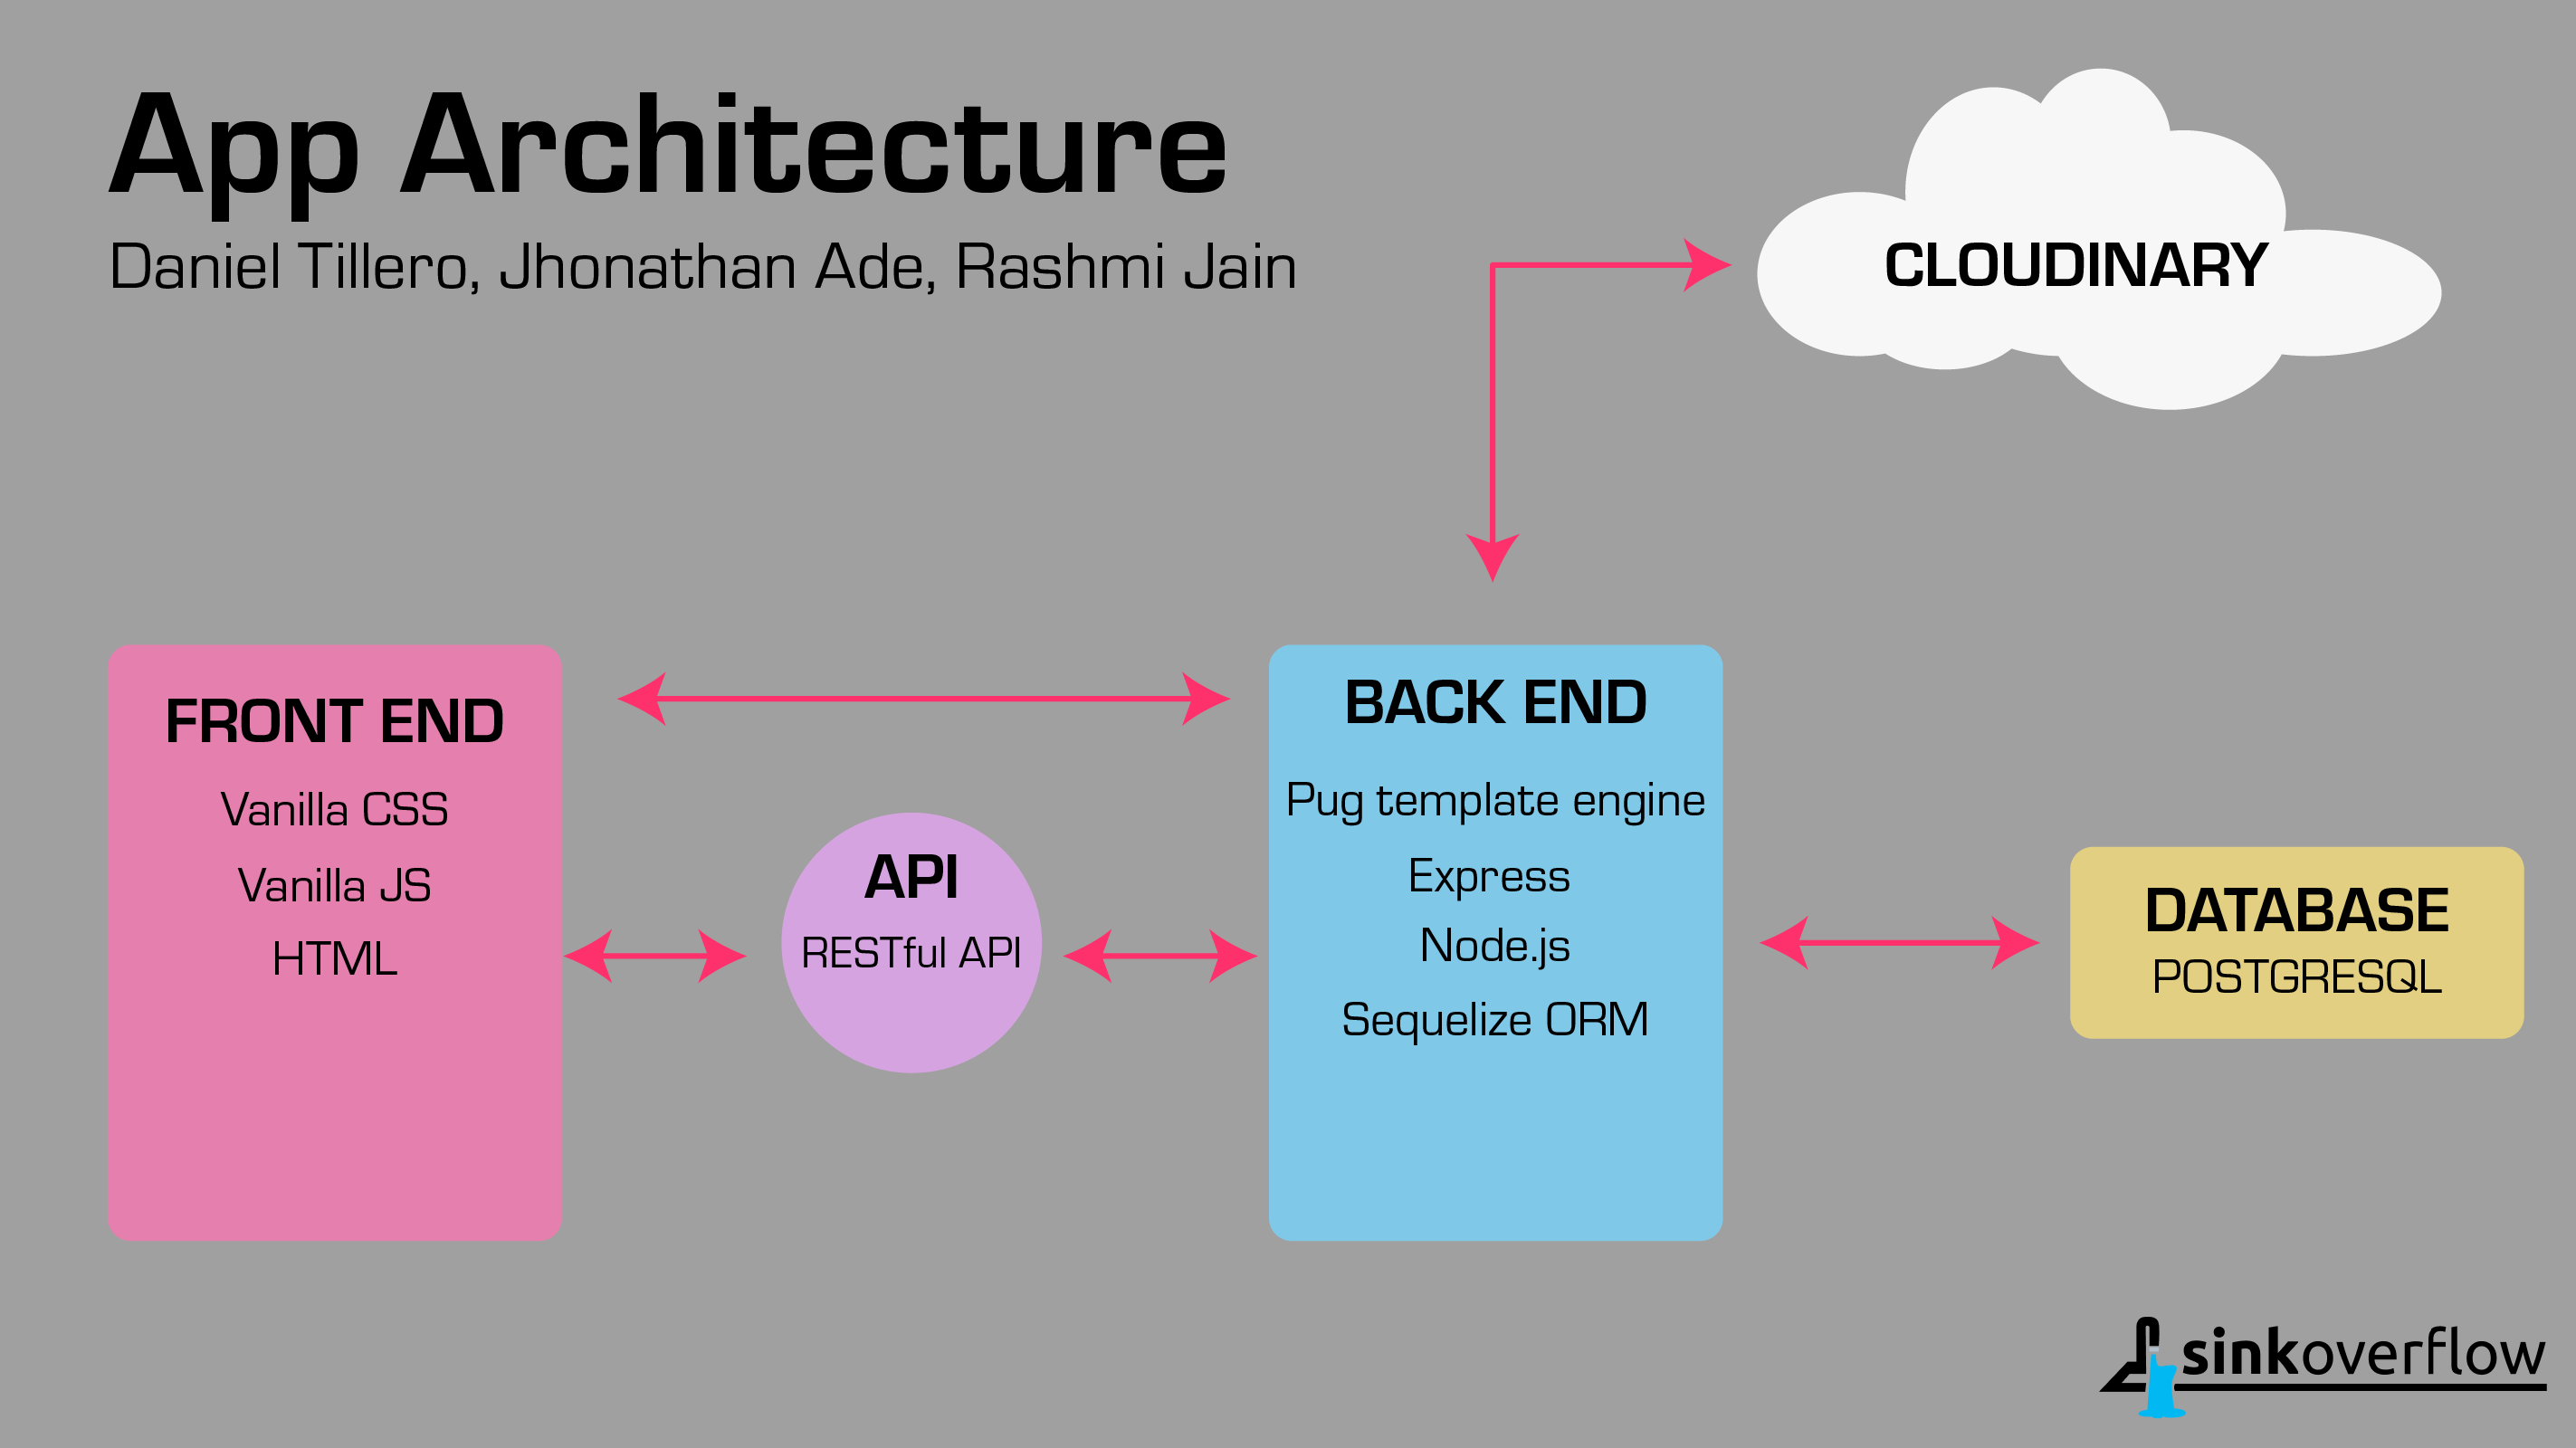 App Architecture
Daniel Tillero, Jhonathan Ade, Rashmi Jain
CLOUDINARY
FRONT END
Vanilla CSS
Vanilla JS
HTML
API
RESTful API
BACK END
Pug template engine
Express
Node.js
Sequelize ORM
DATABASE
POSTGRESQL
sinkoverflow